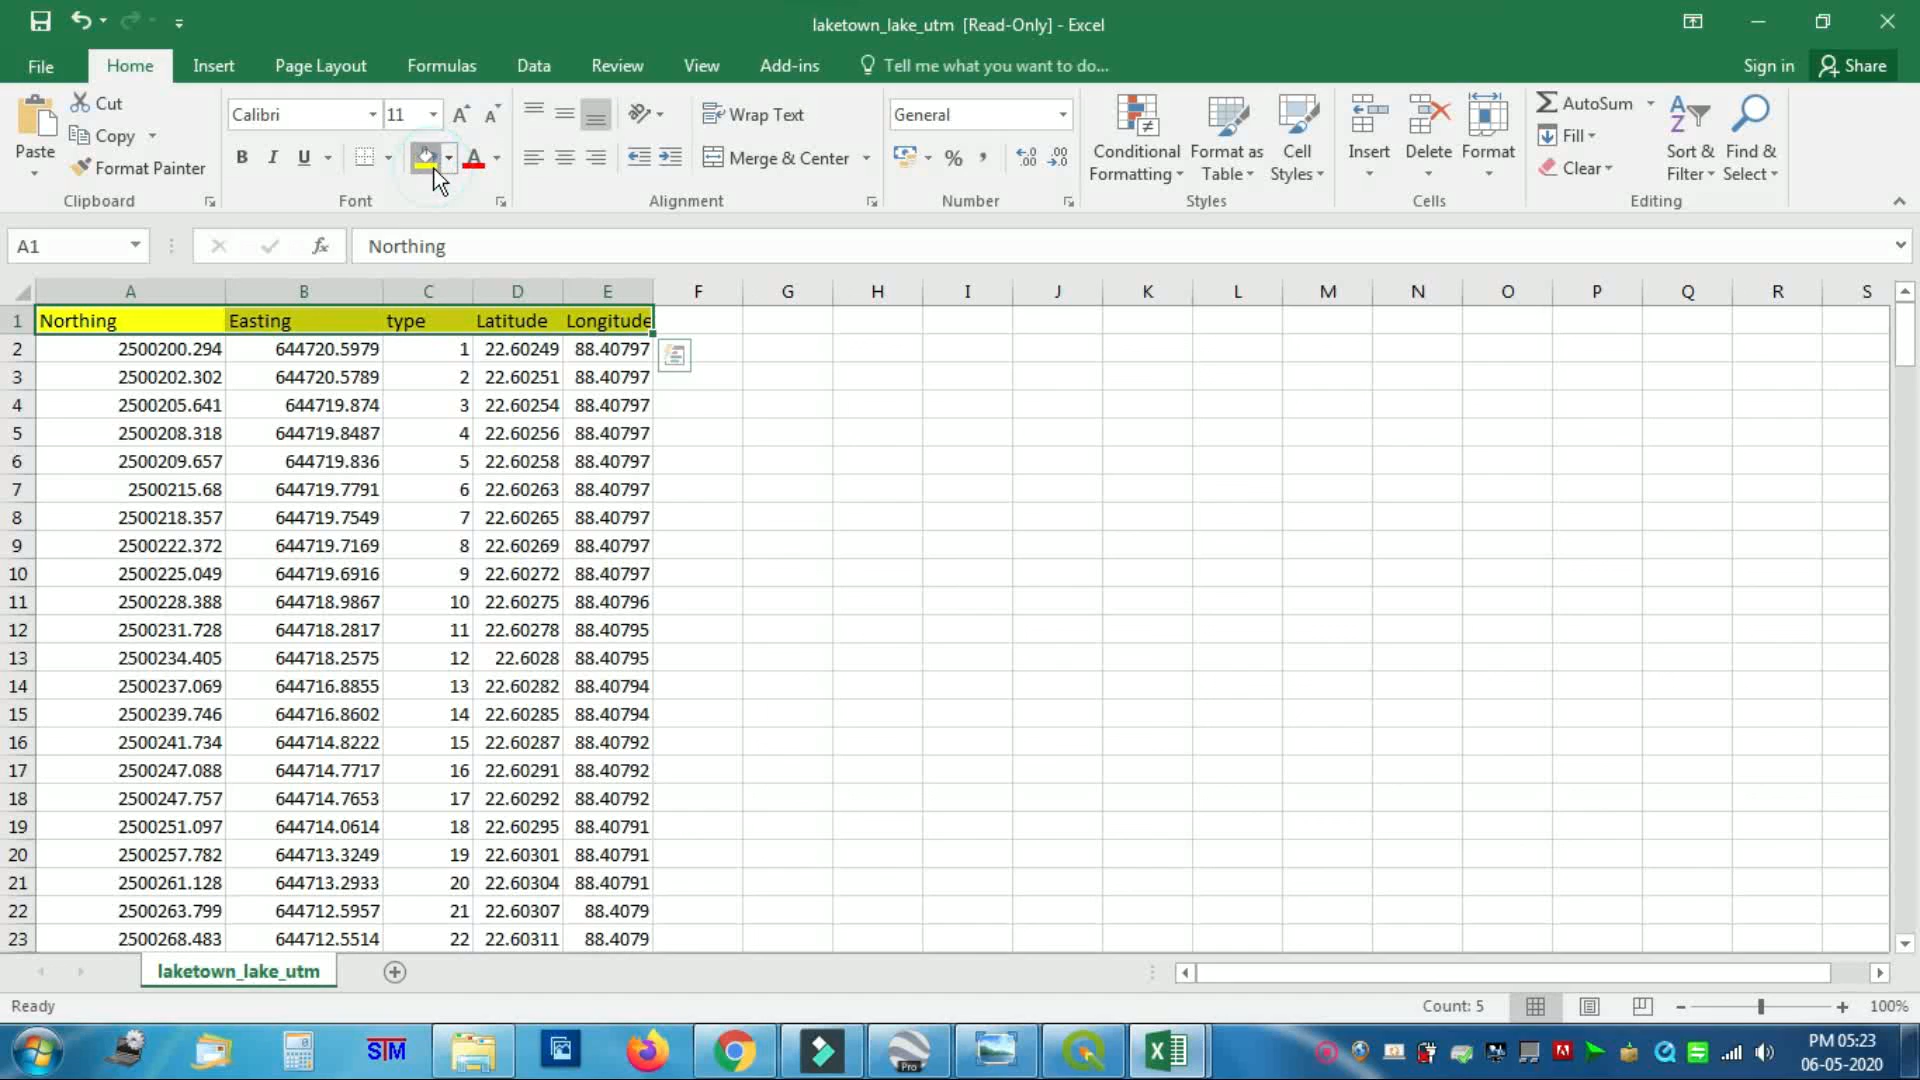 laketown_lake_utm [Read-Only] - Excel
File Home Insert Page Layout Formulas Data Review View Add-ins Tell me what you want to do... Sign in Share
Paste Cut Copy Format Painter
Clipboard
Calibri 11
B I U A
Font
Wrap Text
Merge & Center
Alignment
General
%
Number
Conditional Formatting
Format as Table
Cell Styles
Styles
Insert Delete Format
Cells
AutoSum
Fill
Clear
Sort & Filter
Find & Select
Editing
A1 fx Northing
A B C D E F G H I J K L M N O P Q R S
1 Northing Easting type Latitude Longitude
2 2500200.294 644720.5979 1 22.60249 88.40797
3 2500202.302 644720.5789 2 22.60251 88.40797
4 2500205.641 644719.874 3 22.60254 88.40797
5 2500208.318 644719.8487 4 22.60256 88.40797
6 2500209.657 644719.836 5 22.60258 88.40797
7 2500215.68 644719.7791 6 22.60263 88.40797
8 2500218.357 644719.7549 7 22.60265 88.40797
9 2500222.372 644719.7169 8 22.60269 88.40797
10 2500225.049 644719.6916 9 22.60272 88.40797
11 2500228.388 644718.9867 10 22.60275 88.40796
12 2500231.728 644718.2817 11 22.60278 88.40795
13 2500234.405 644718.2575 12 22.6028 88.40795
14 2500237.069 644716.8855 13 22.60282 88.40794
15 2500239.746 644716.8602 14 22.60285 88.40794
16 2500241.734 644714.8222 15 22.60287 88.40792
17 2500247.088 644714.7717 16 22.60291 88.40792
18 2500247.757 644714.7653 17 22.60292 88.40792
19 2500251.097 644714.0614 18 22.60295 88.40791
20 2500257.782 644713.3249 19 22.60301 88.40791
21 2500261.128 644713.2933 20 22.60304 88.40791
22 2500263.799 644712.5957 21 22.60307 88.4079
23 2500268.483 644712.5514 22 22.60311 88.4079
laketown_lake_utm
Ready Count: 5 100%
STM Pro PM 05:23
06-05-2020